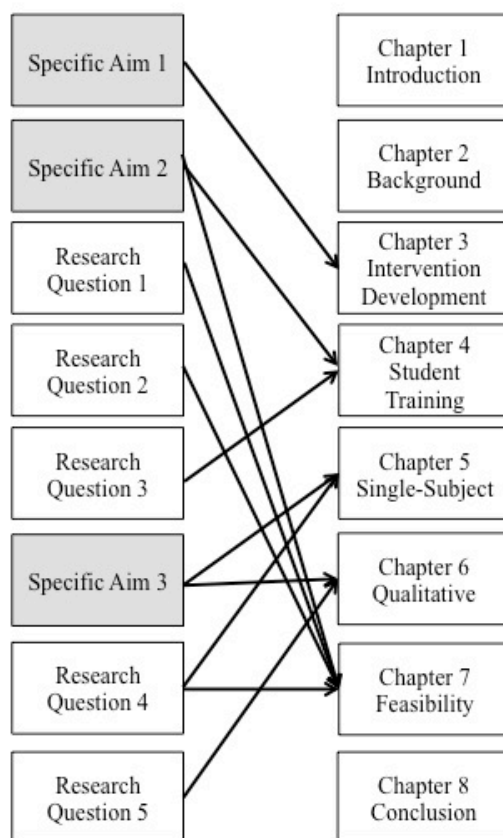 Specific Aim 1
Specific Aim 2
Research
Question 1
Research
Question 2
Research
Question 3
Specific Aim 3
Research
Question 4
Research
Question 5
Chapter 1
Introduction
Chapter 2
Background
Chapter 3
Intervention
Development
Chapter 4
Student
Training
Chapter 5
Single-Subject
Chapter 6
Qualitative
Chapter 7
Feasibility
Chapter 8
Conclusion